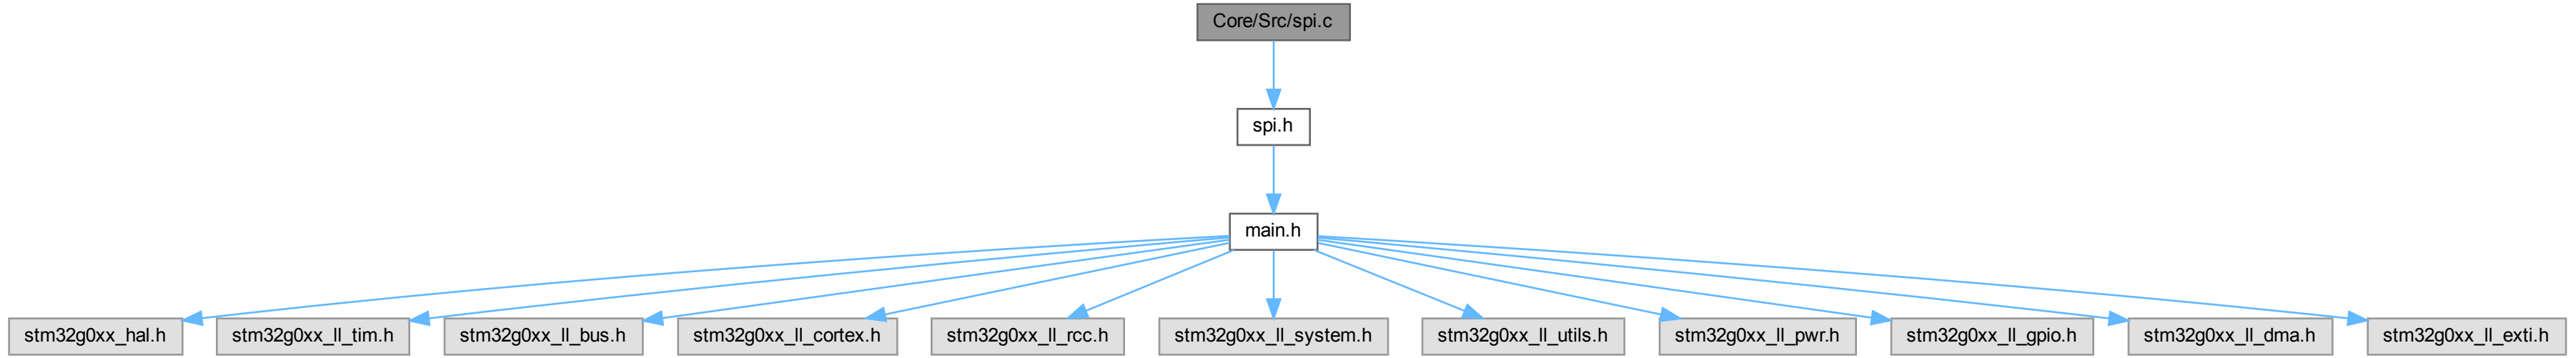 Core/Src/spi.c
spi.h
main.h
stm32g0xx_hal.h
stm32g0xx_ll_tim.h
stm32g0xx_ll_bus.h
stm32g0xx_ll_cortex.h
stm32g0xx_ll_rcc.h
stm32g0xx_ll_system.h
stm32g0xx_ll_utils.h
stm32g0xx_ll_pwr.h
stm32g0xx_ll_gpio.h
stm32g0xx_ll_dma.h
stm32g0xx_ll_exti.h